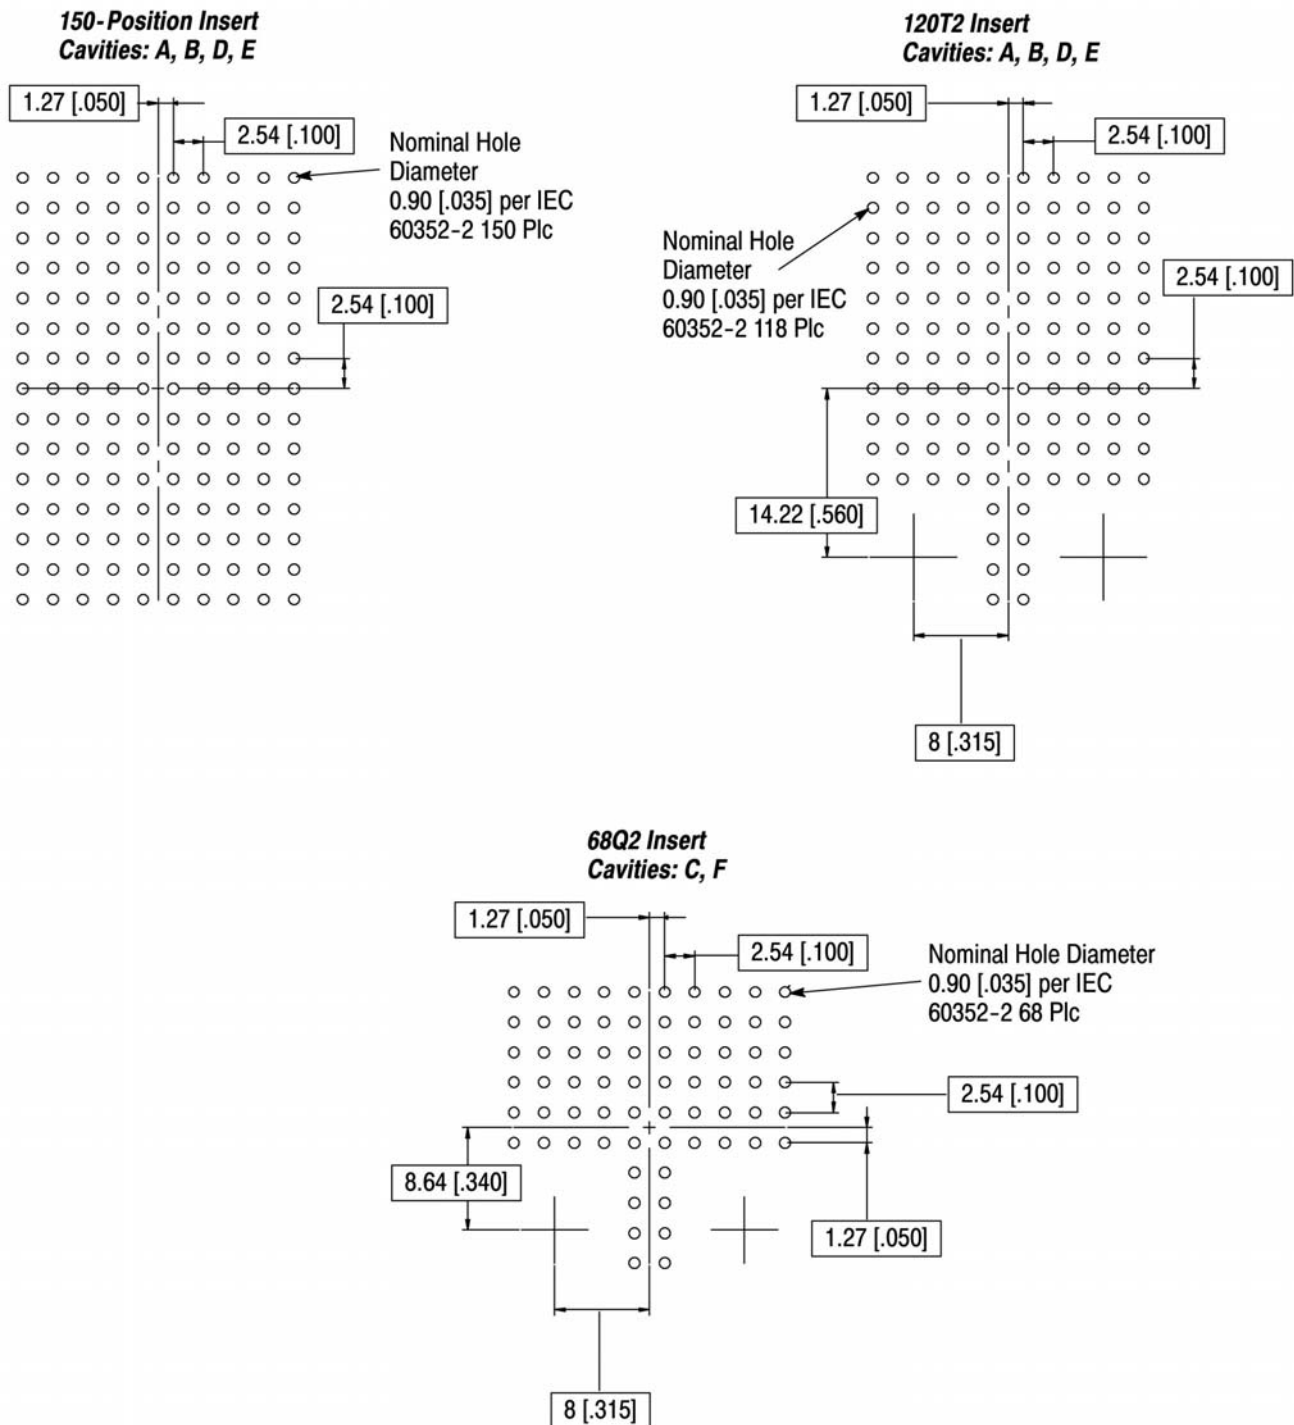 150-Position Insert
Cavities: A, B, D, E
1.27 [.050]
2.54 [.100]
Nominal Hole
Diameter
0.90 [.035] per IEC
60352-2 150 Plc
2.54 [.100]
120T2 Insert
Cavities: A, B, D, E
1.27 [.050]
2.54 [.100]
Nominal Hole
Diameter
0.90 [.035] per IEC
60352-2 118 Plc
2.54 [.100]
14.22 [.560]
8 [.315]
68Q2 Insert
Cavities: C, F
1.27 [.050]
2.54 [.100]
Nominal Hole Diameter
0.90 [.035] per IEC
60352-2 68 Plc
2.54 [.100]
8.64 [.340]
1.27 [.050]
8 [.315]